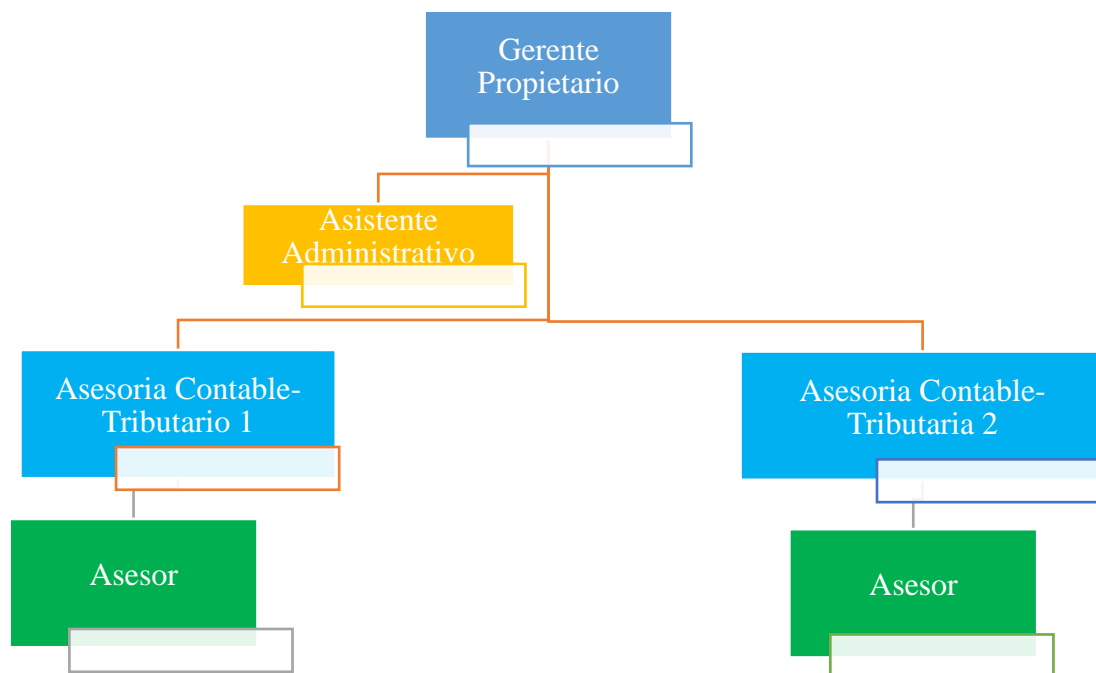 Gerente
Propietario
Asistente
Administrativo
Asesoria Contable-
Tributario 1
Asesoria Contable-
Tributaria 2
Asesor
Asesor